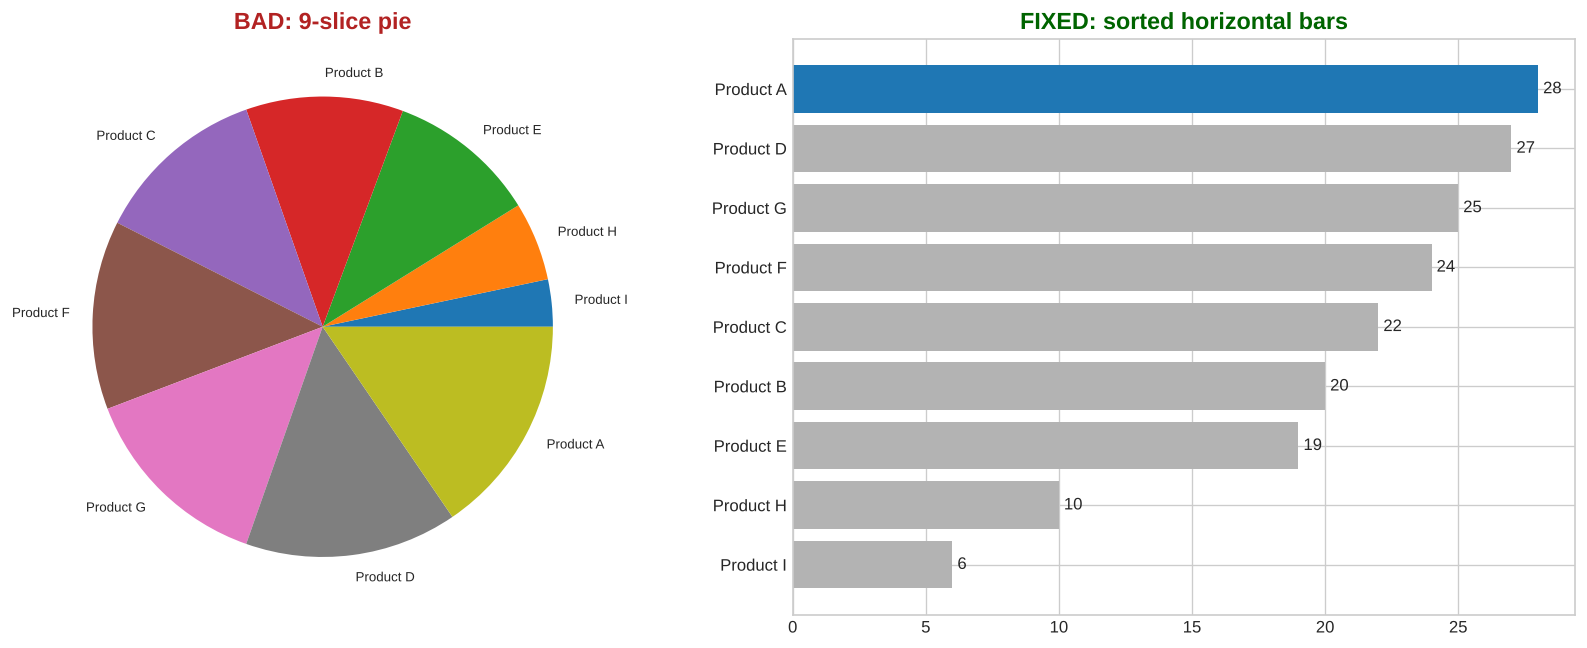 BAD: 9-slice pie
Product B
Product C
Product E
Product H
Product I
Product F
Product A
Product G
Product D
FIXED: sorted horizontal bars
Product A 28
Product D 27
Product G 25
Product F 24
Product C 22
Product B 20
Product E 19
Product H 10
Product I 6
0 5 10 15 20 25